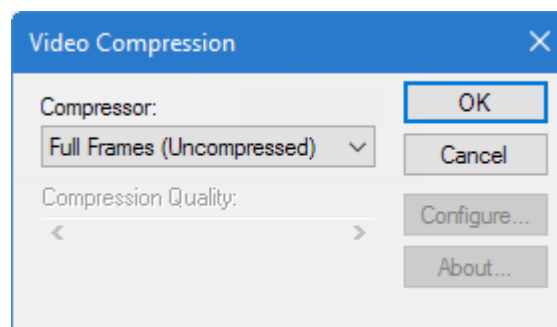 Video Compression
Compressor:
Full Frames (Uncompressed)
Compression Quality:
OK
Cancel
Configure...
About...